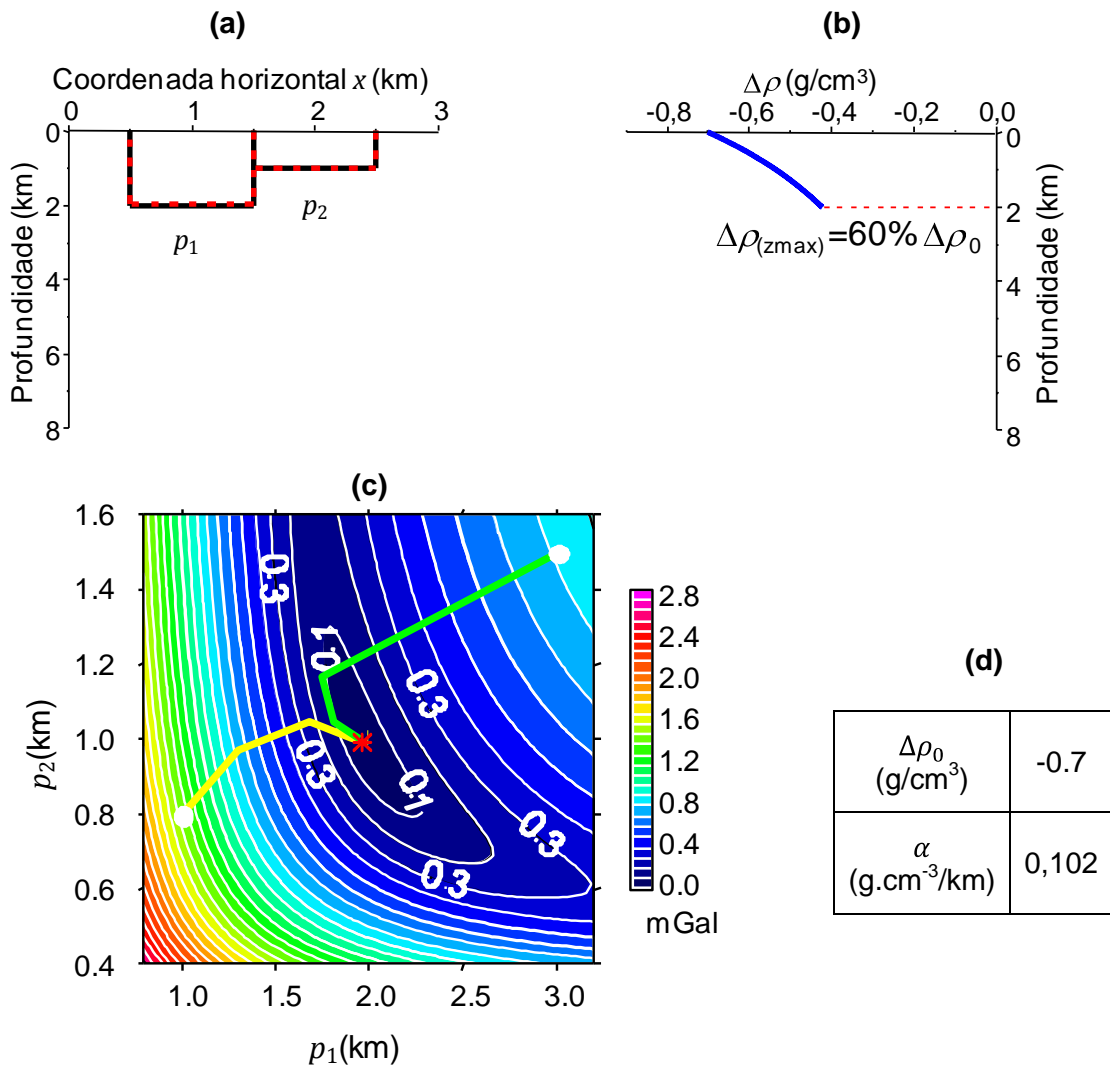 (a)
Coordenada horizontal x (km)
0 1 2 3
0
2
4
6
8
Profundidade (km)
p1
p2
(b)
Δρ (g/cm³)
-0,8 -0,6 -0,4 -0,2 0,0
0
2
4
6
8
Profundidade (km)
Δρ(zmax) =60% Δρ0
(c)
1.6
1.4
1.2
1.0
0.8
0.6
0.4
p2(km)
1.0 1.5 2.0 2.5 3.0
p1(km)
0.3
0.1
0.3
0.3
0.1
0.3
0.3
2.8
2.4
2.0
1.6
1.2
0.8
0.4
0.0
mGal
(d)
Δρ0 -0.7
(g/cm³)
α 0,102
(g.cm⁻³/km)